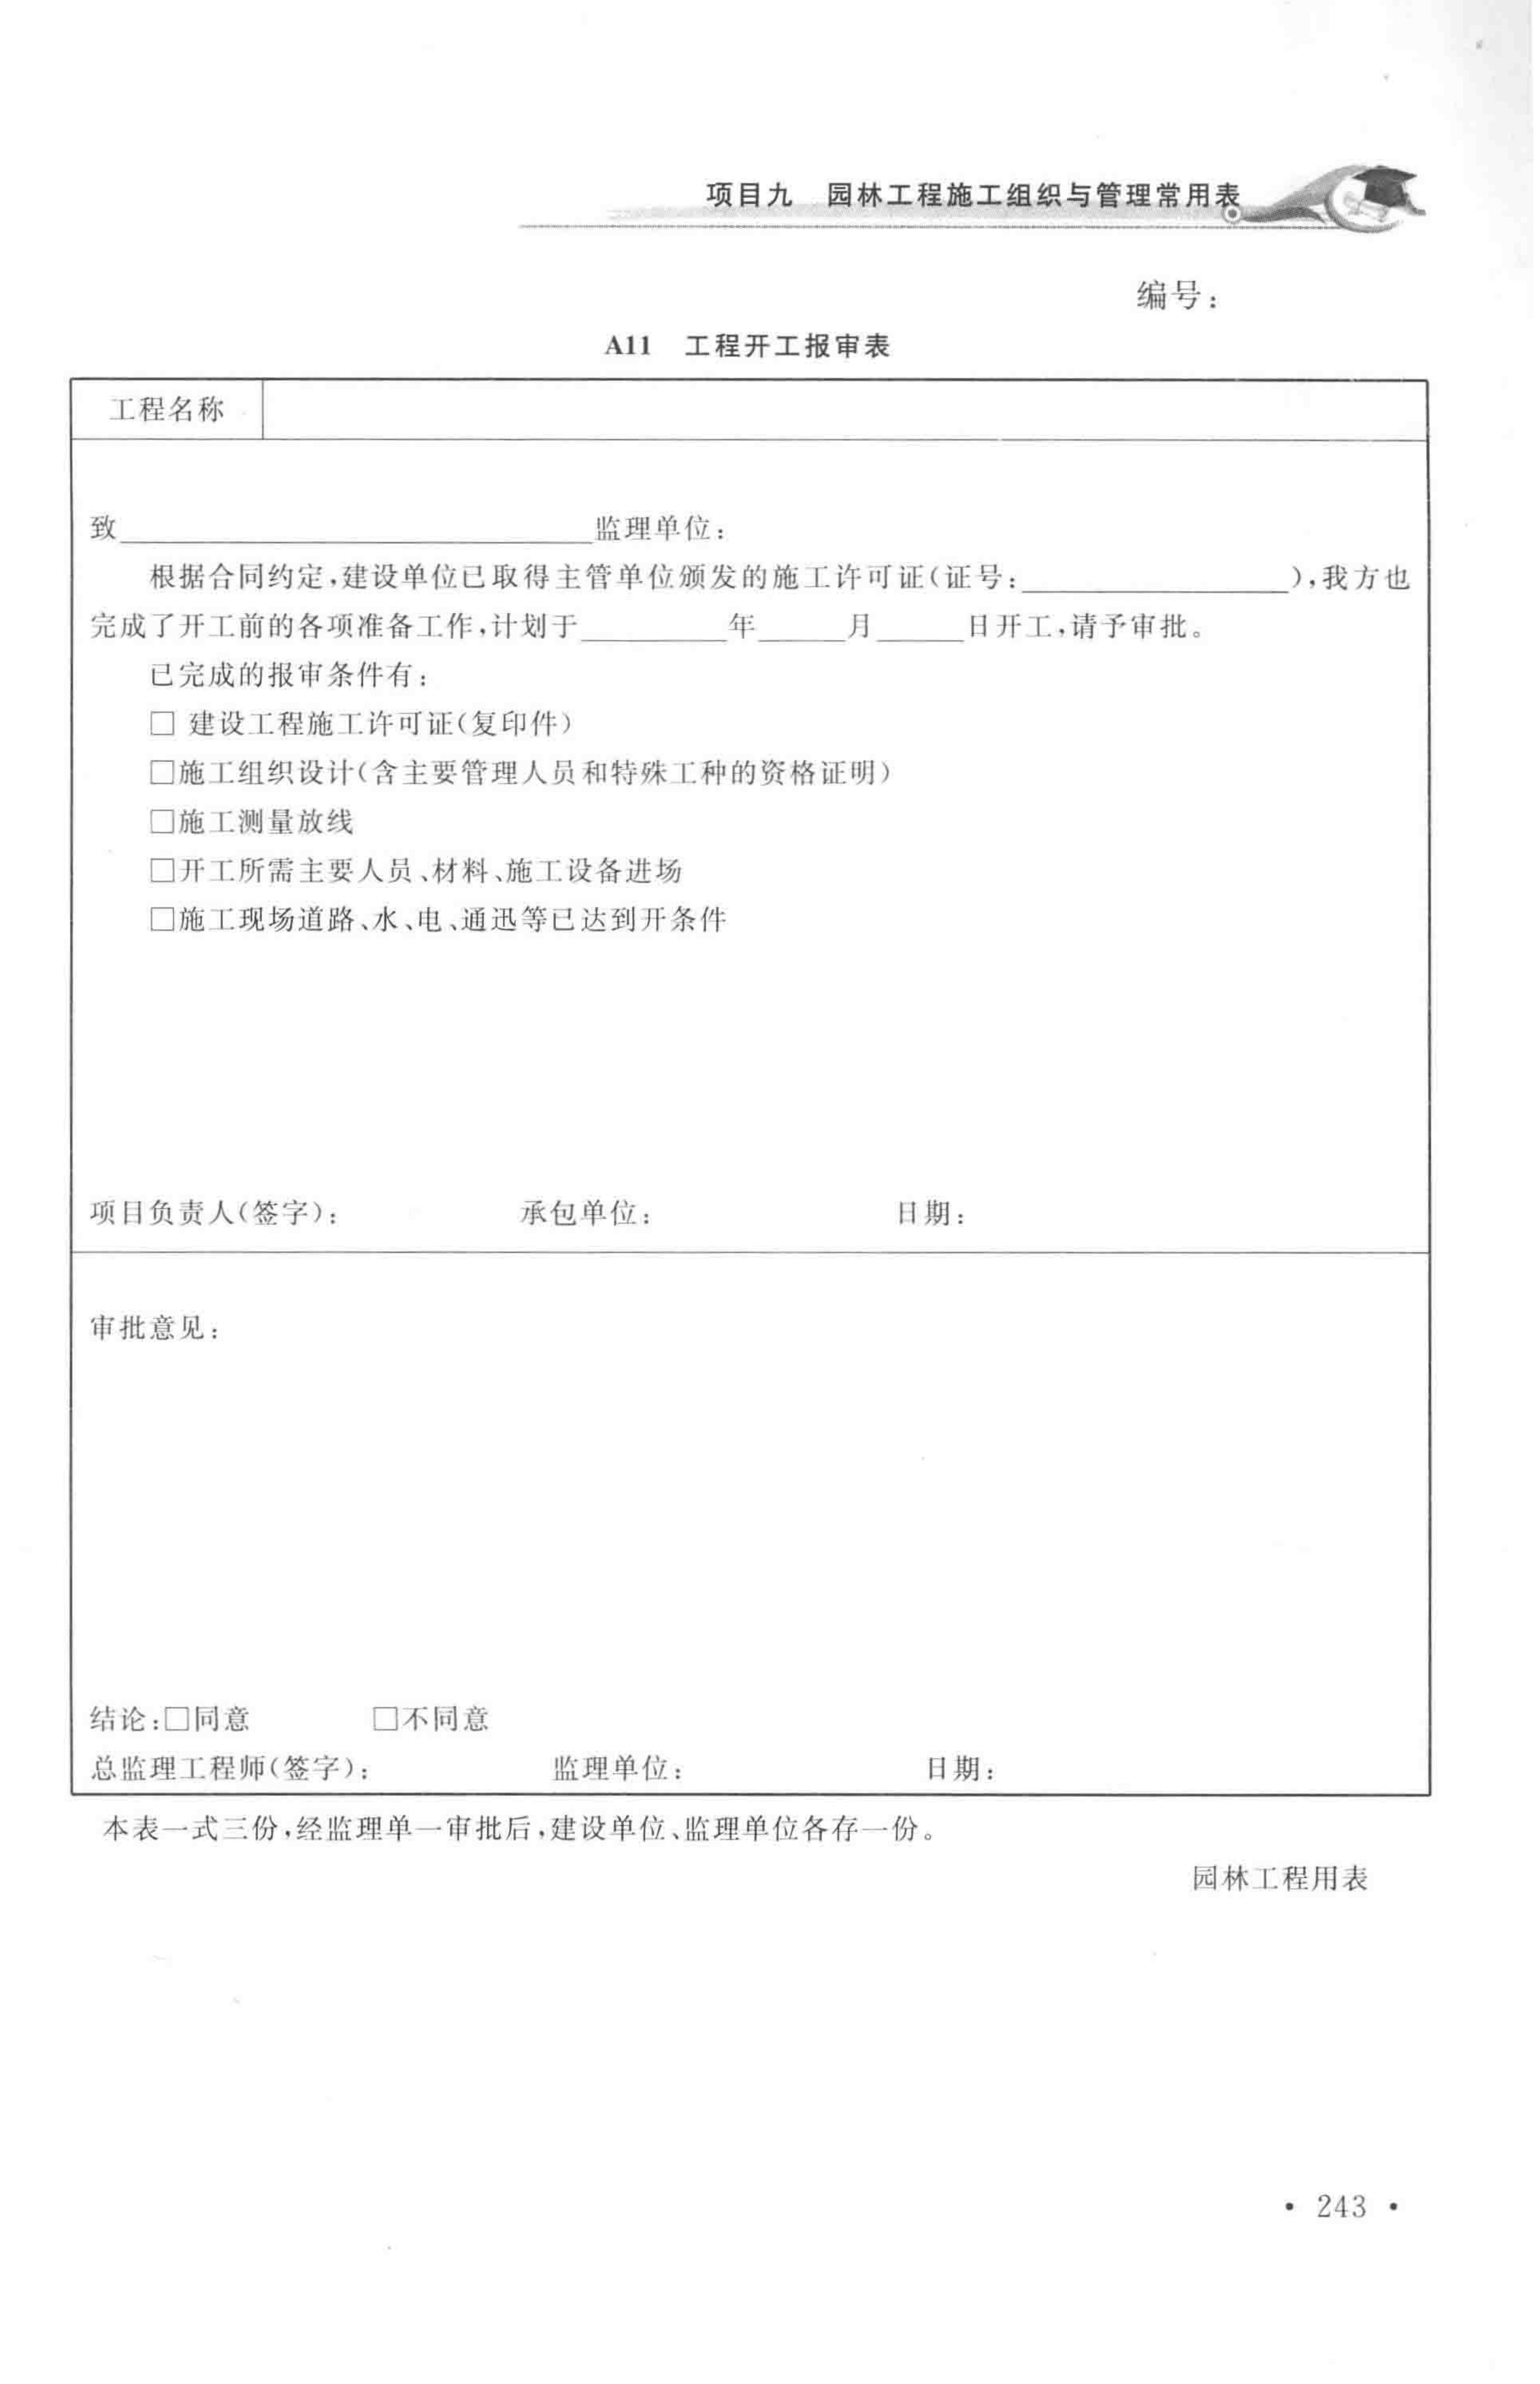 项目九 园林工程施工组织与管理常用表
编号:
A11 工程开工报审表
工程名称
致________________监理单位:
根据合同约定,建设单位已取得主管单位颁发的施工许可证(证号:__________),我方也
完成了开工前的各项准备工作,计划于_____年___月___日开工,请予审批。
已完成的报审条件有:
□ 建设工程施工许可证(复印件)
□施工组织设计(含主要管理人员和特殊工种的资格证明)
□施工测量放线
□开工所需主要人员、材料、施工设备进场
□施工现场道路、水、电、通迅等已达到开条件
项目负责人(签字): 承包单位: 日期:
审批意见:
结论:□同意 □不同意
总监理工程师(签字): 监理单位: 日期:
本表一式三份,经监理单一审批后,建设单位、监理单位各存一份。
园林工程用表
• 243 •